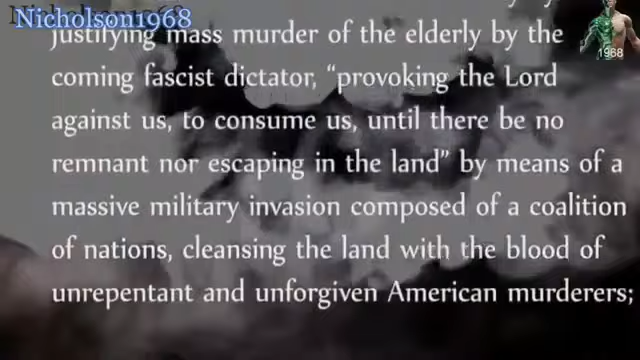 Nicholson1968
justifying mass murder of the elderly by the
coming fascist dictator, “provoking the Lord
against us, to consume us, until there be no
remnant nor escaping in the land” by means of a
massive military invasion composed of a coalition
of nations, cleansing the land with the blood of
unrepentant and unforgiven American murderers;
1968